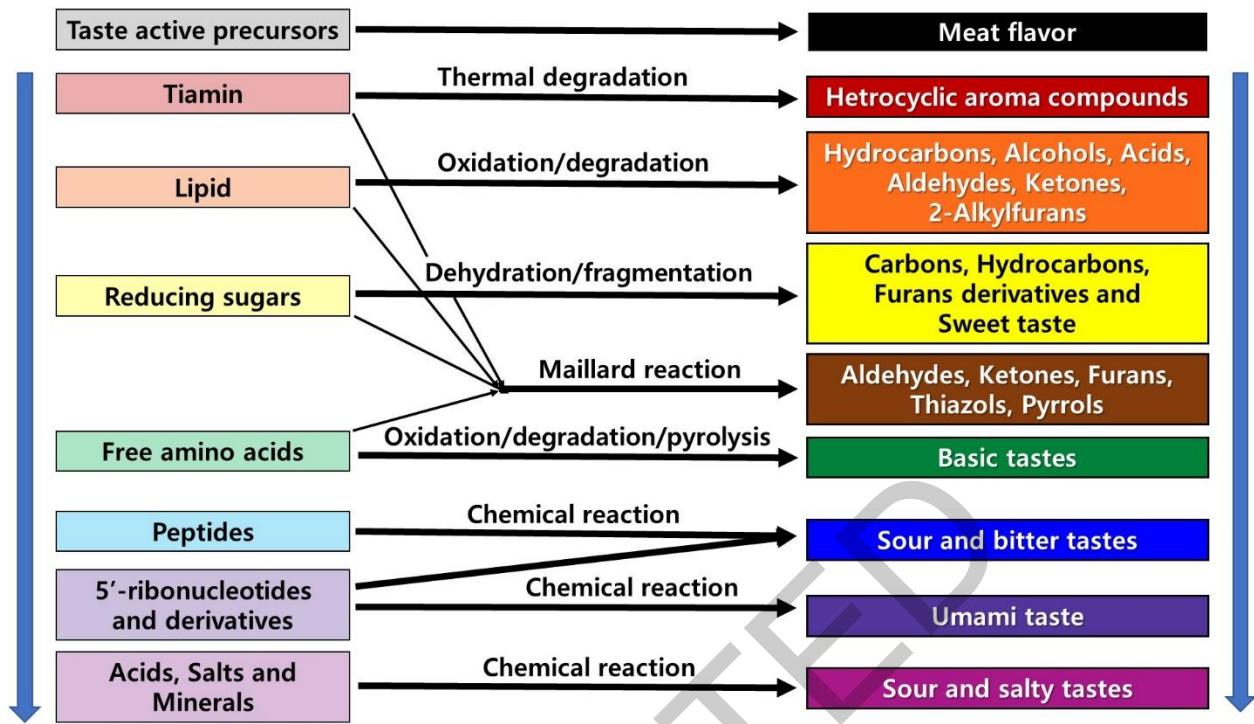 Taste active precursors
Meat flavor
Tiamin
Thermal degradation
Hetrocyclic aroma compounds
Lipid
Oxidation/degradation
Hydrocarbons, Alcohols, Acids,
Aldehydes, Ketones,
2-Alkylfurans
Reducing sugars
Dehydration/fragmentation
Carbons, Hydrocarbons,
Furans derivatives and
Sweet taste
Maillard reaction
Aldehydes, Ketones, Furans,
Thiazols, Pyrrols
Free amino acids
Oxidation/degradation/pyrolysis
Basic tastes
Peptides
Chemical reaction
Sour and bitter tastes
5′-ribonucleotides
and derivatives
Chemical reaction
Umami taste
Acids, Salts and
Minerals
Chemical reaction
Sour and salty tastes
TED